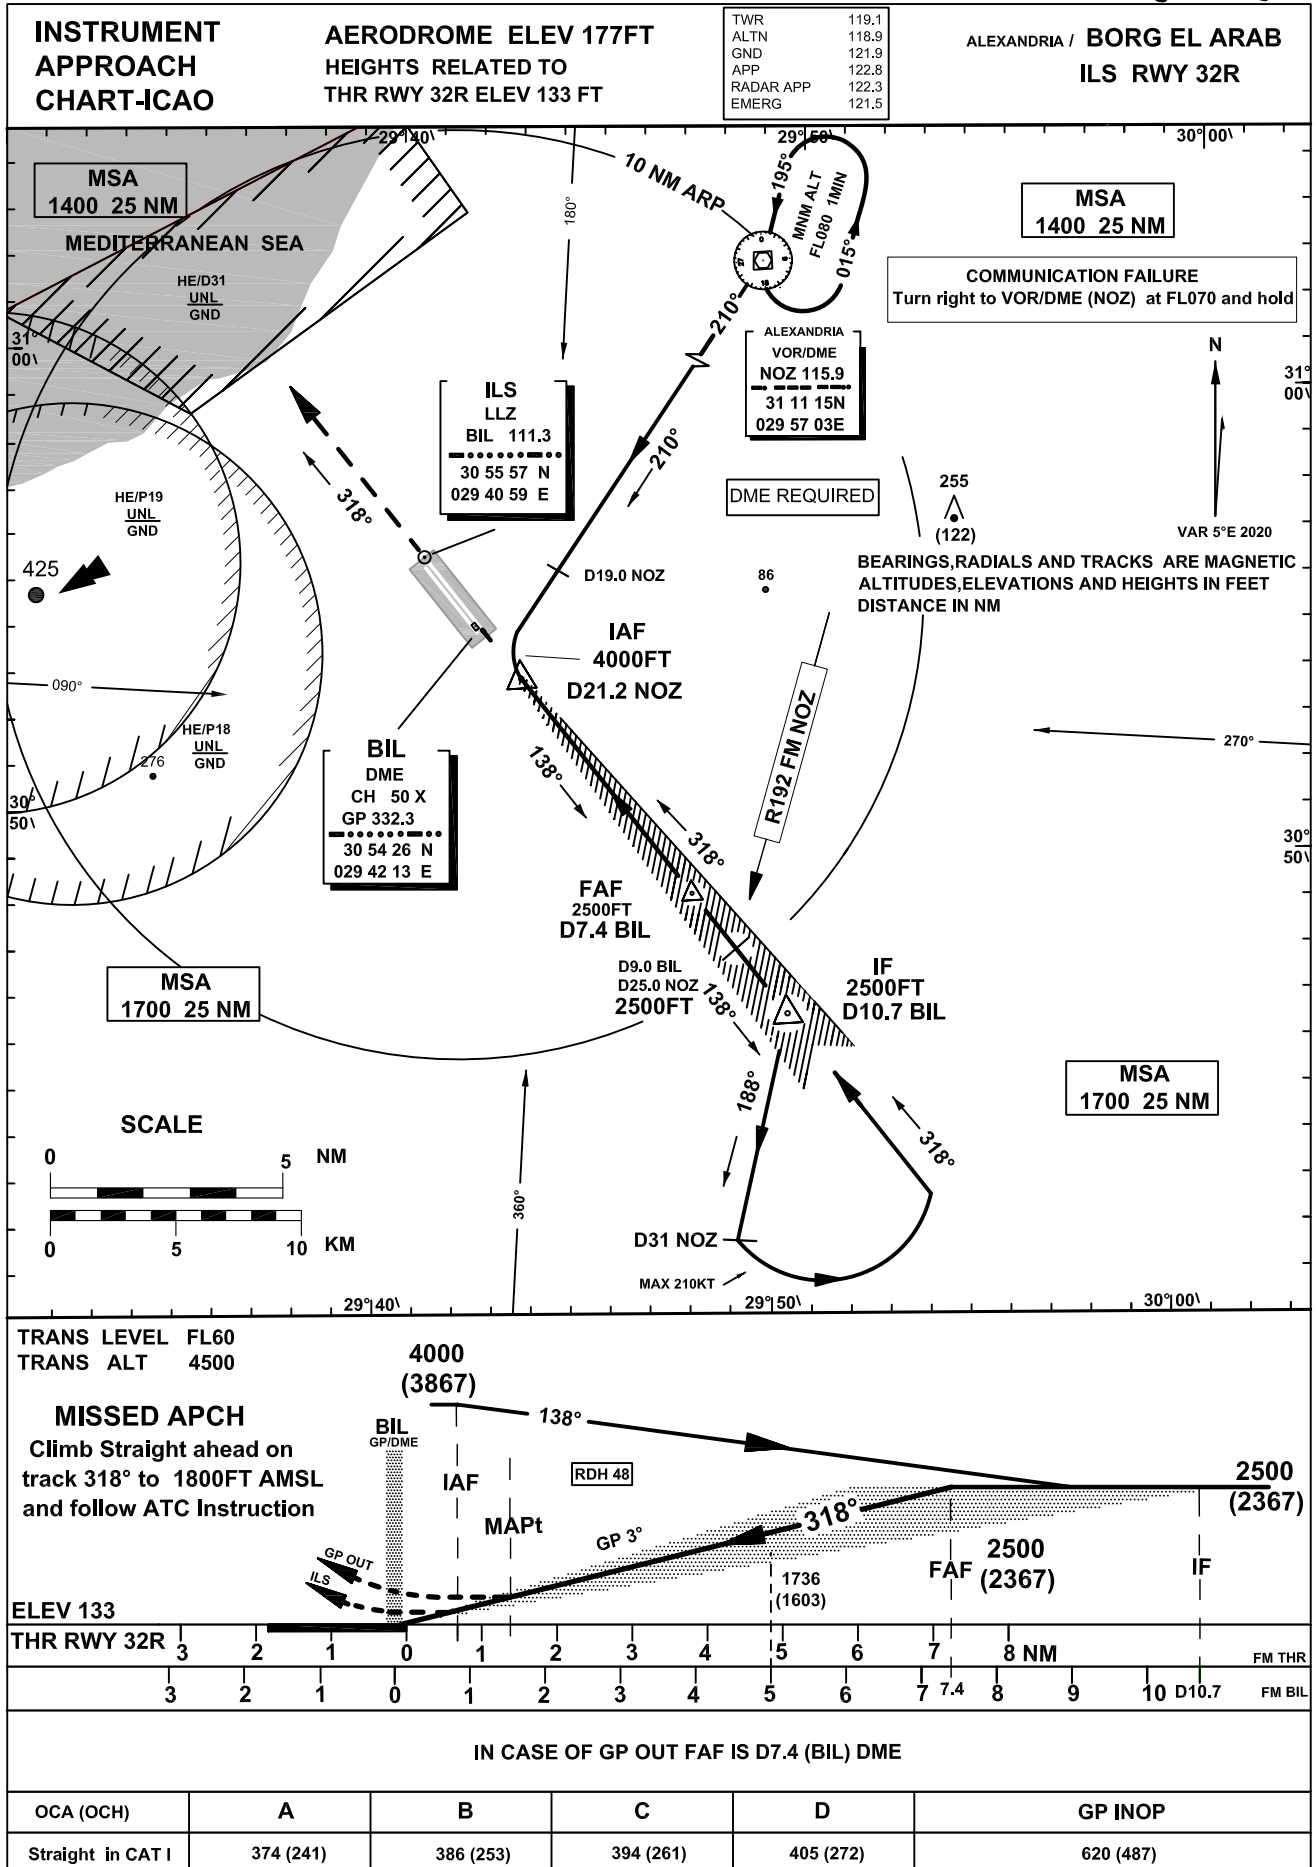 INSTRUMENT
APPROACH
CHART-ICAO
AERODROME ELEV 177FT
HEIGHTS RELATED TO
THR RWY 32R ELEV 133 FT
TWR 119.1
ALTN 118.9
GND 121.9
APP 122.8
RADAR APP 122.3
EMERG 121.5
ALEXANDRIA / BORG EL ARAB
ILS RWY 32R
29°40\
29°50\
30°00\
MSA
1400 25 NM
MEDITERRANEAN SEA
HE/D31
UNL
GND
31°
00\
180°
10 NM ARP
195°
MNM ALT
FL080 1MIN
015°
0
18
MSA
1400 25 NM
COMMUNICATION FAILURE
Turn right to VOR/DME (NOZ) at FL070 and hold
210°
ALEXANDRIA
VOR/DME
NOZ 115.9
31 11 15N
029 57 03E
N
VAR 5°E 2020
31°
00\
ILS
LLZ
BIL 111.3
30 55 57 N
029 40 59 E
318°
210°
DME REQUIRED
255
(122)
BEARINGS,RADIALS AND TRACKS ARE MAGNETIC
ALTITUDES,ELEVATIONS AND HEIGHTS IN FEET
DISTANCE IN NM
HE/P19
UNL
GND
425
D19.0 NOZ
86
IAF
4000FT
D21.2 NOZ
090°
HE/P18
UNL
GND
276
BIL
DME
CH 50 X
GP 332.3
30 54 26 N
029 42 13 E
138°
R192 FM NOZ
270°
30°
50\
30°
50\
318°
FAF
2500FT
D7.4 BIL
D9.0 BIL
D25.0 NOZ
2500FT
138°
IF
2500FT
D10.7 BIL
MSA
1700 25 NM
MSA
1700 25 NM
188°
318°
SCALE
0 5 NM
0 5 10 KM
360°
D31 NOZ
MAX 210KT
29°40\
29°50\
30°00\
TRANS LEVEL FL60
TRANS ALT 4500
MISSED APCH
Climb Straight ahead on
track 318° to 1800FT AMSL
and follow ATC Instruction
4000
(3867)
138°
BIL
GP/DME
IAF
RDH 48
MAPt
GP 3°
318°
2500
(2367)
FAF
2500
(2367)
IF
1736
(1603)
GP OUT
ILS
ELEV 133
THR RWY 32R 3 2 1 0 1 2 3 4 5 6 7 8 NM FM THR
3 2 1 0 1 2 3 4 5 6 7 7.4 8 9 10 D10.7 FM BIL
IN CASE OF GP OUT FAF IS D7.4 (BIL) DME
OCA (OCH) A B C D GP INOP
Straight in CAT I 374 (241) 386 (253) 394 (261) 405 (272) 620 (487)